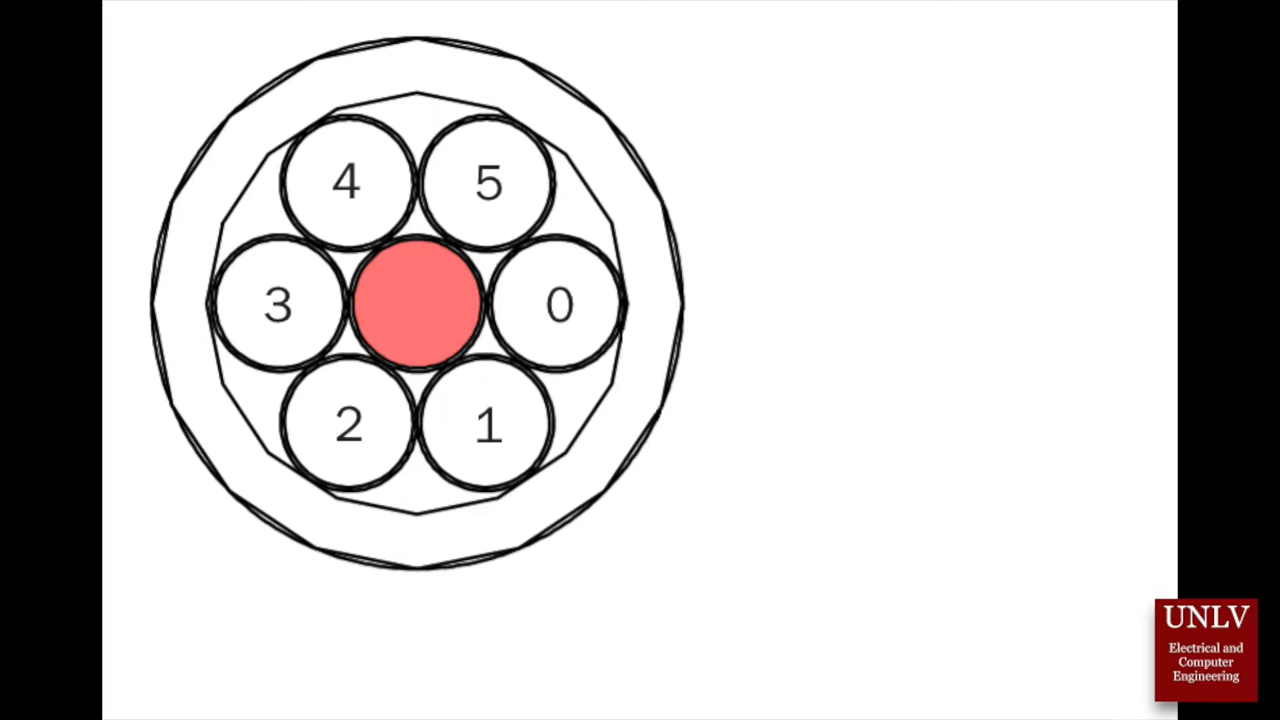 4 5
3 0
2 1
UNLV
Electrical and
Computer
Engineering